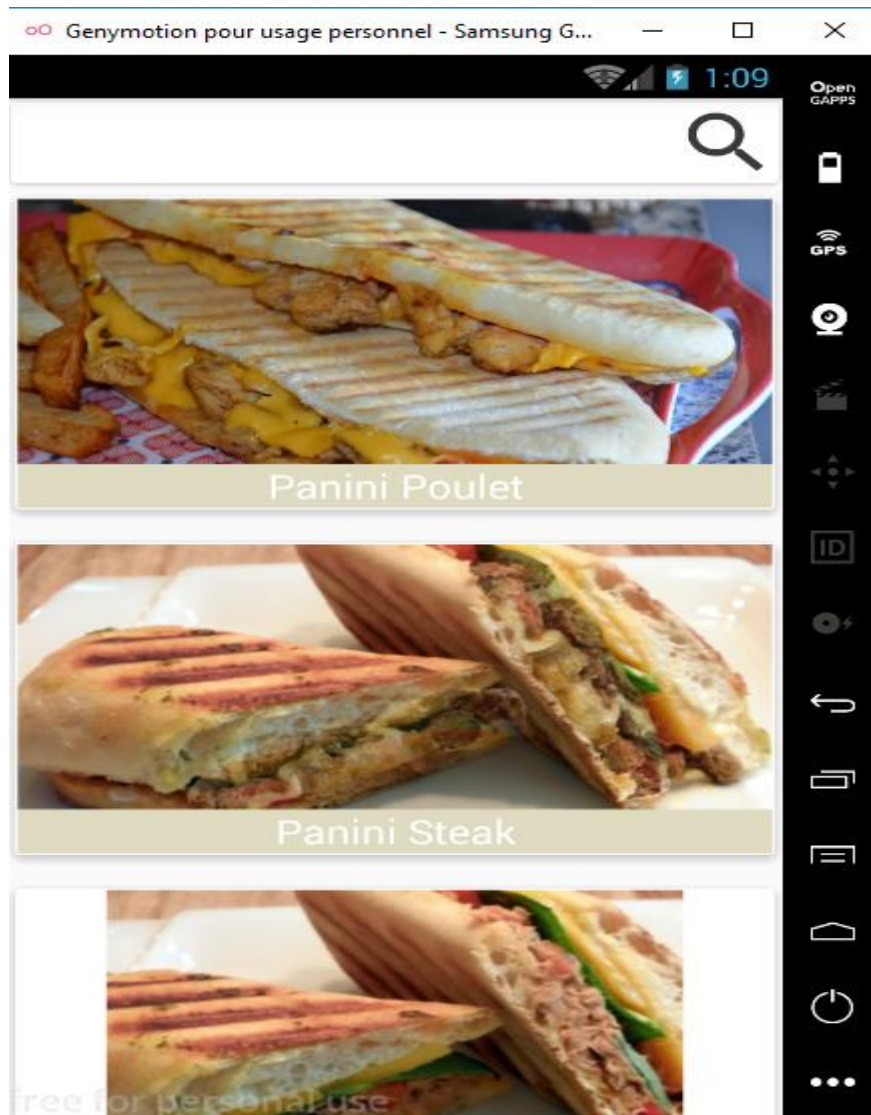 Genymotion pour usage personnel - Samsung G...
1:09
Open
GAPPS
GPS
Panini Poulet
ID
Panini Steak
free for personal use